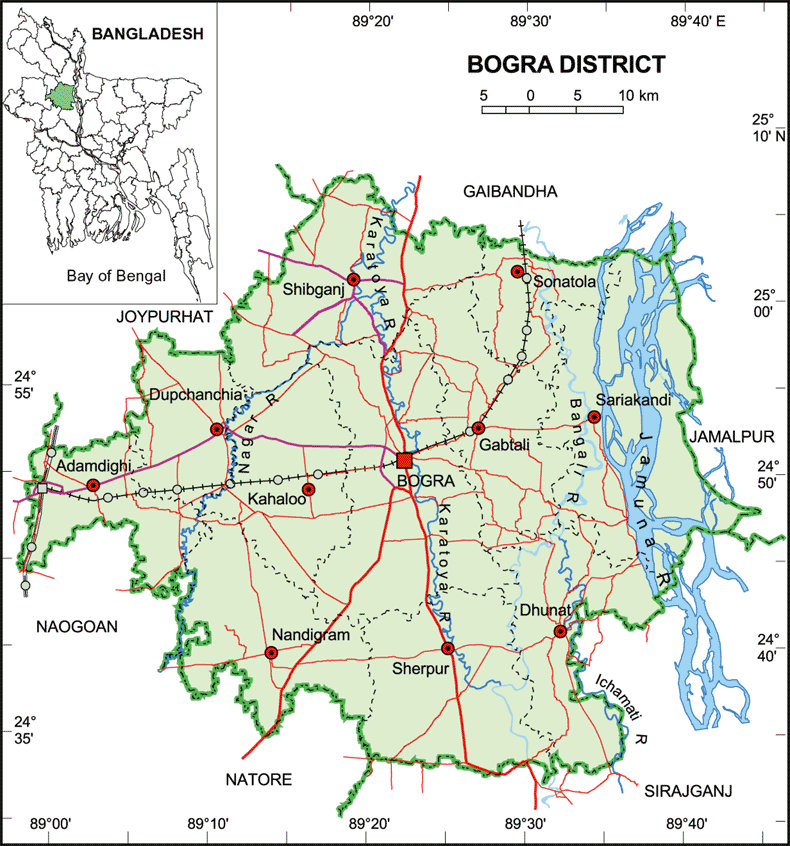 89°20'
89°30'
89°40' E
BANGLADESH
Bay of Bengal
BOGRA DISTRICT
5 0 5 10 km
25°
10' N
GAIBANDHA
Karatoya R
Shibganj
Sonatola
25°
00'
JOYPURHAT
24°
55'
Dupchanchia
Nagar R
Sariakandi
Bangali R
Gabtali
Jamuna R
JAMALPUR
Adamdighi
24°
50'
Kahaloo
BOGRA
Karatoya R
Dhunat
NAOGOAN
Nandigram
24°
40'
Sherpur
Ichamati R
24°
35'
NATORE
SIRAJGANJ
89°00'
89°10'
89°20'
89°30'
89°40'